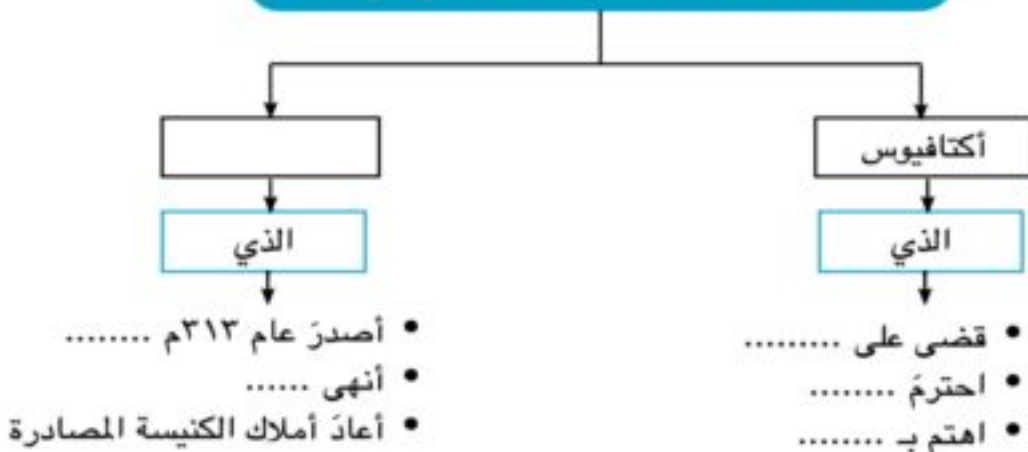 أكتافيوس
الذي
• قضى على .........
• احترمَ ........
• اهتم بـ ........
الذي
• أصدرَ عام ٣١٣م ........
• أنهى ......
• أعادَ أملاك الكنيسة المصادرة